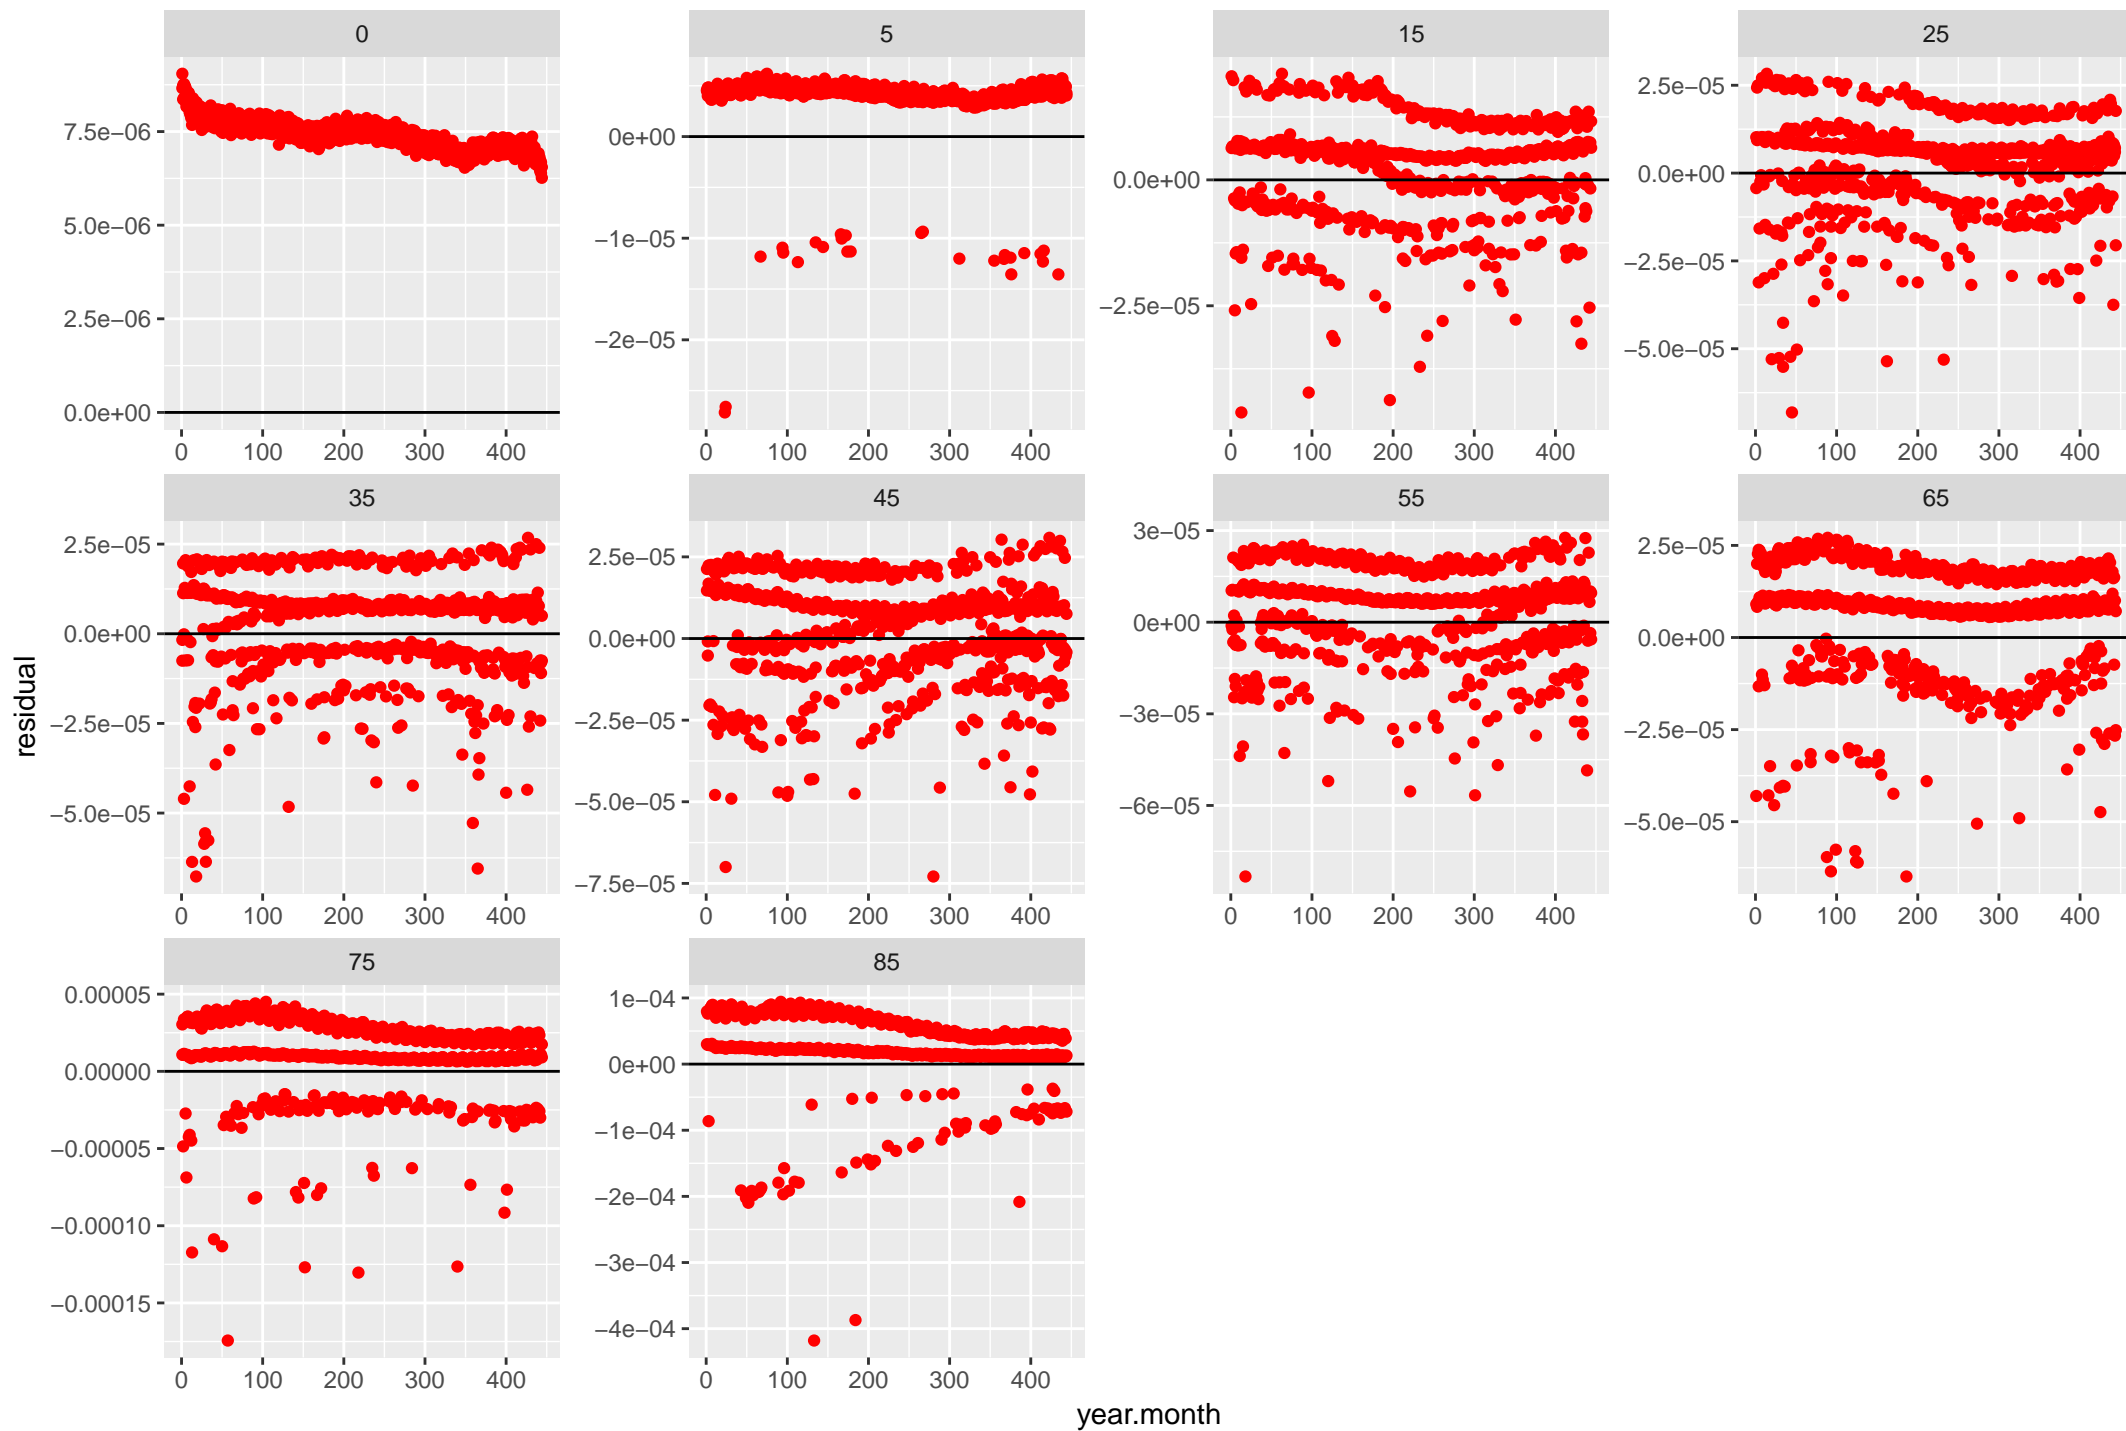 0 5 15 25
7.5e−06
5.0e−06
2.5e−06
0.0e+00
0 100 200 300 400
0e+00
−1e−05
−2e−05
0 100 200 300 400
0.0e+00
−2.5e−05
0 100 200 300 400
2.5e−05
0.0e+00
−2.5e−05
−5.0e−05
0 100 200 300 400
35 45 55 65
2.5e−05
0.0e+00
−2.5e−05
−5.0e−05
0 100 200 300 400
2.5e−05
0.0e+00
−2.5e−05
−5.0e−05
−7.5e−05
0 100 200 300 400
3e−05
0e+00
−3e−05
−6e−05
0 100 200 300 400
2.5e−05
0.0e+00
−2.5e−05
−5.0e−05
0 100 200 300 400
75 85
0.00005
0.00000
−0.00005
−0.00010
−0.00015
0 100 200 300 400
1e−04
0e+00
−1e−04
−2e−04
−3e−04
−4e−04
0 100 200 300 400
residual
year.month